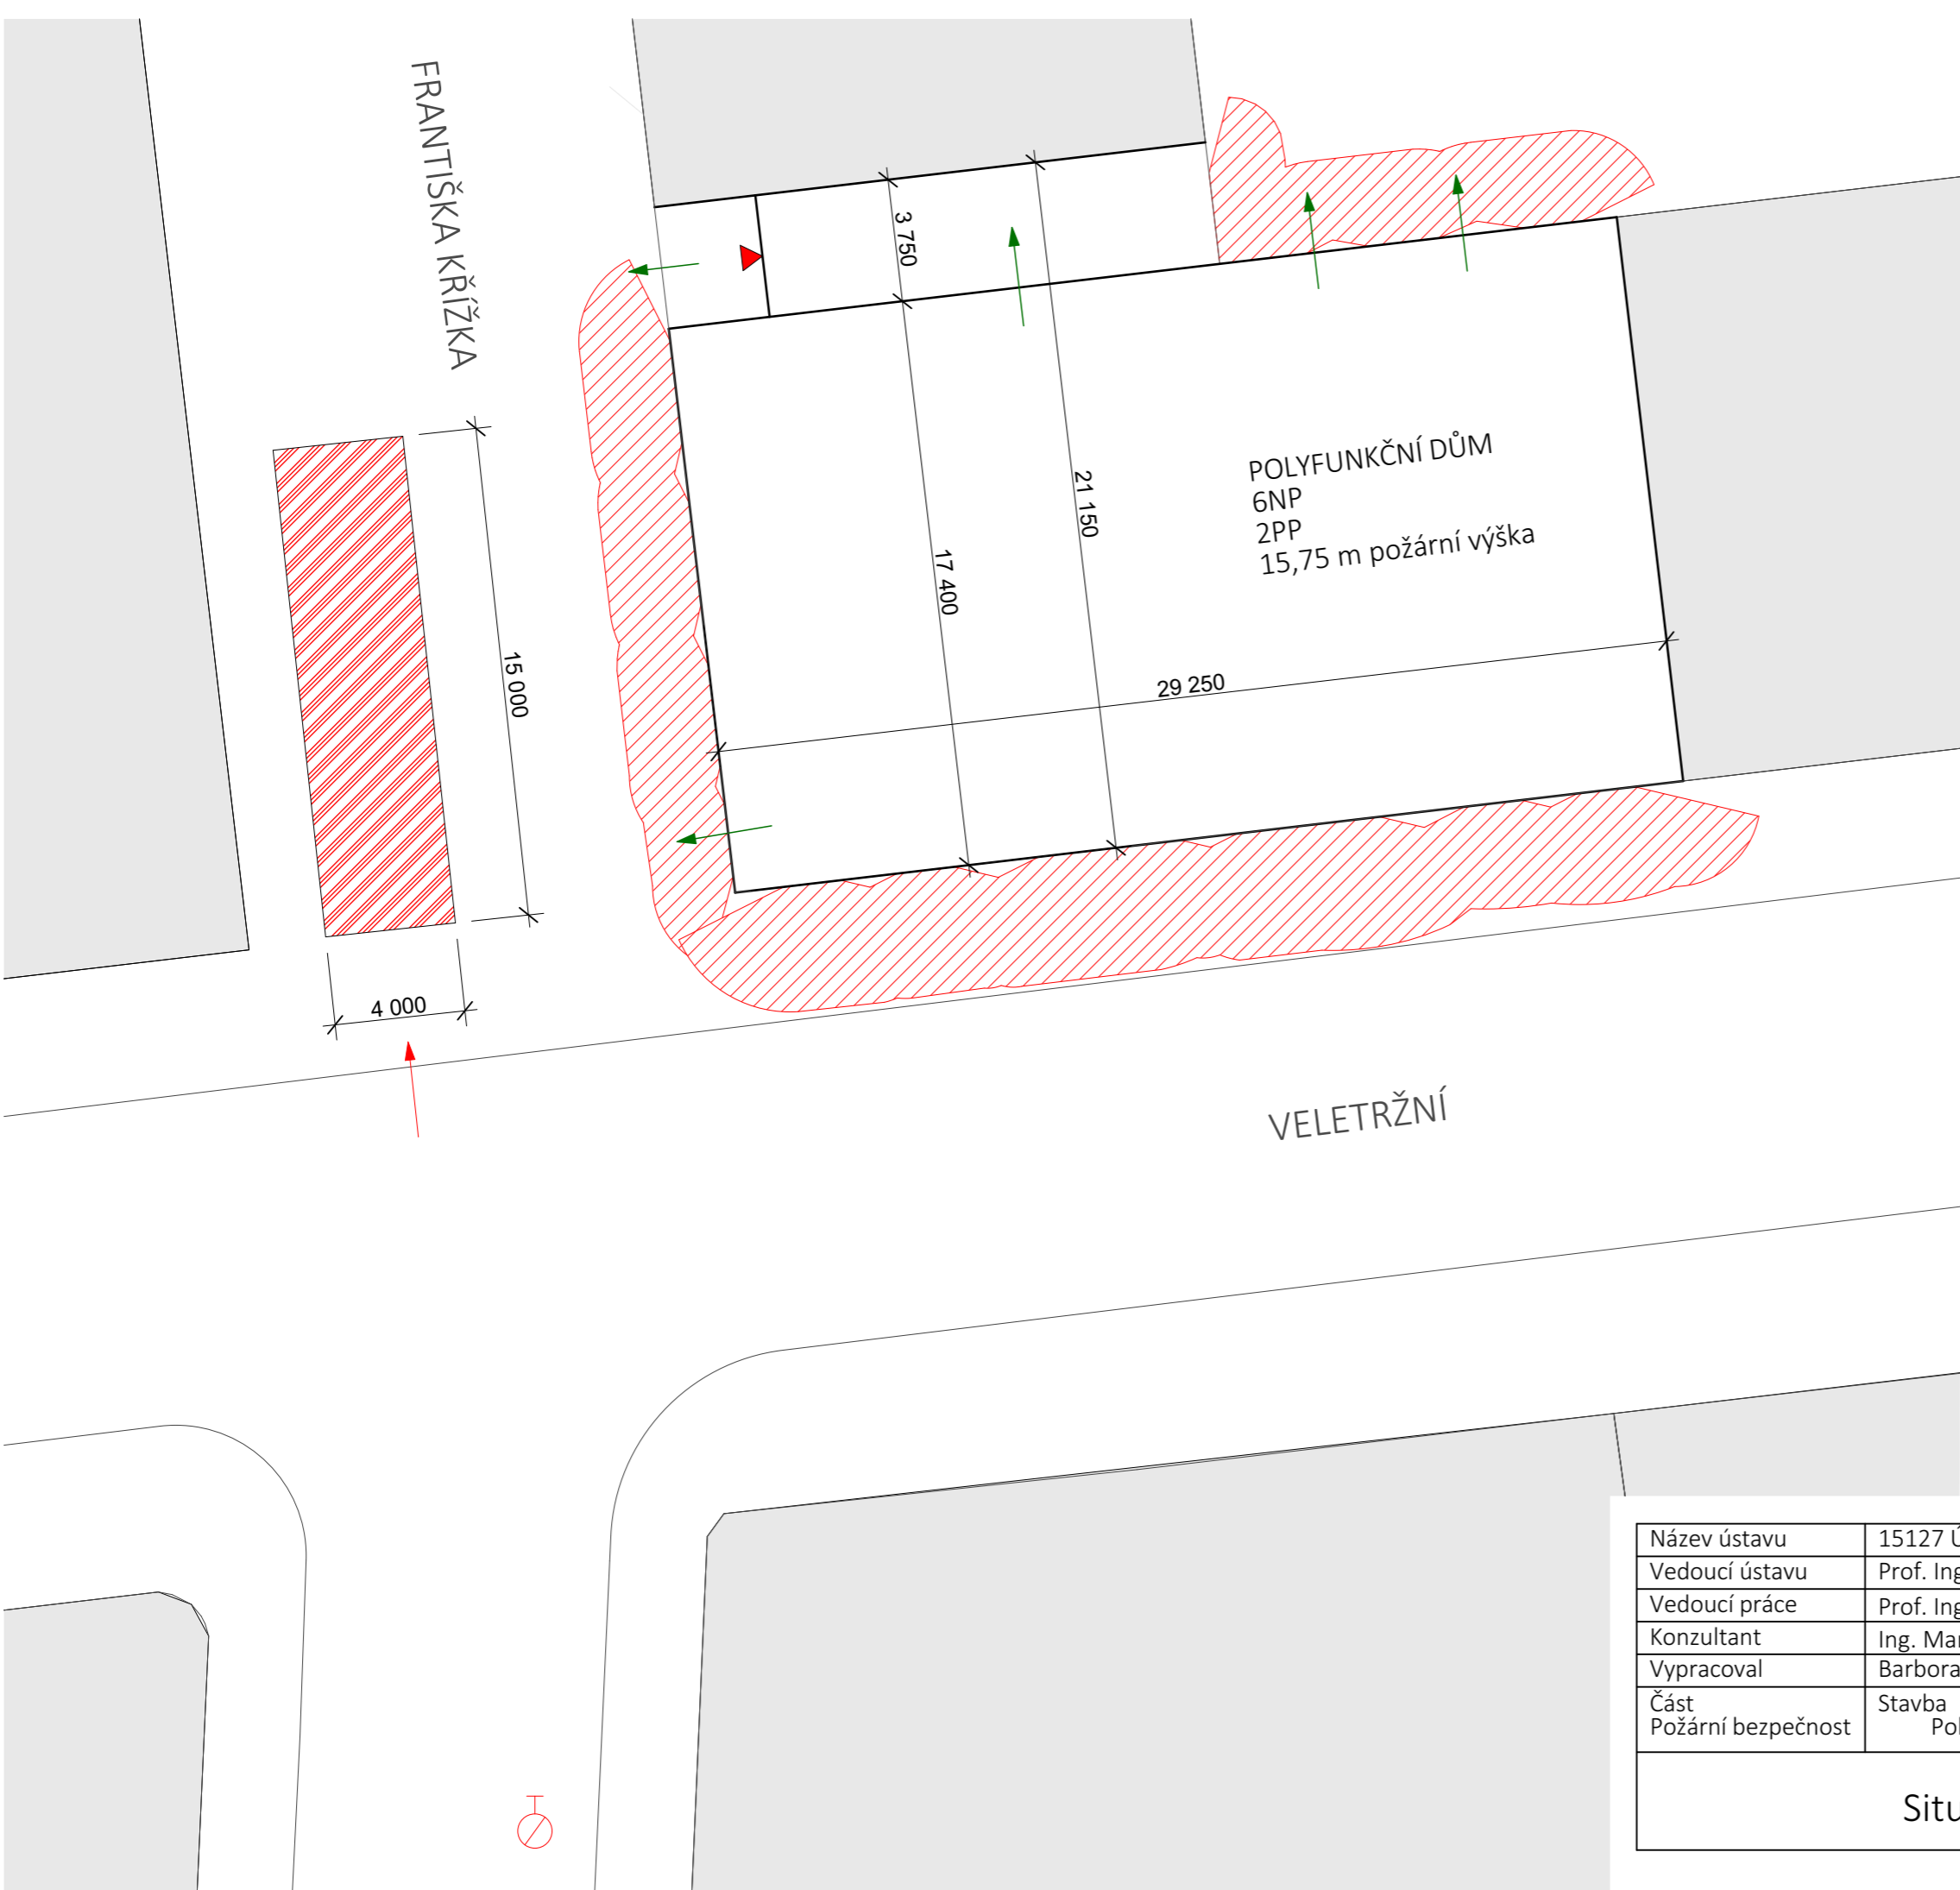 FRANTIŠKA KŘÍŽKA
3 750
21 150
17 400
POLYFUNKČNÍ DŮM
6NP
2PP
15,75 m požární výška
29 250
15 000
4 000
VELETRŽNÍ
Název ústavu 15127
Vedoucí ústavu Prof.
Vedoucí práce Prof.
Konzultant Ing.
Vypracoval Barbora
Část Stavba
Požární bezpečnost